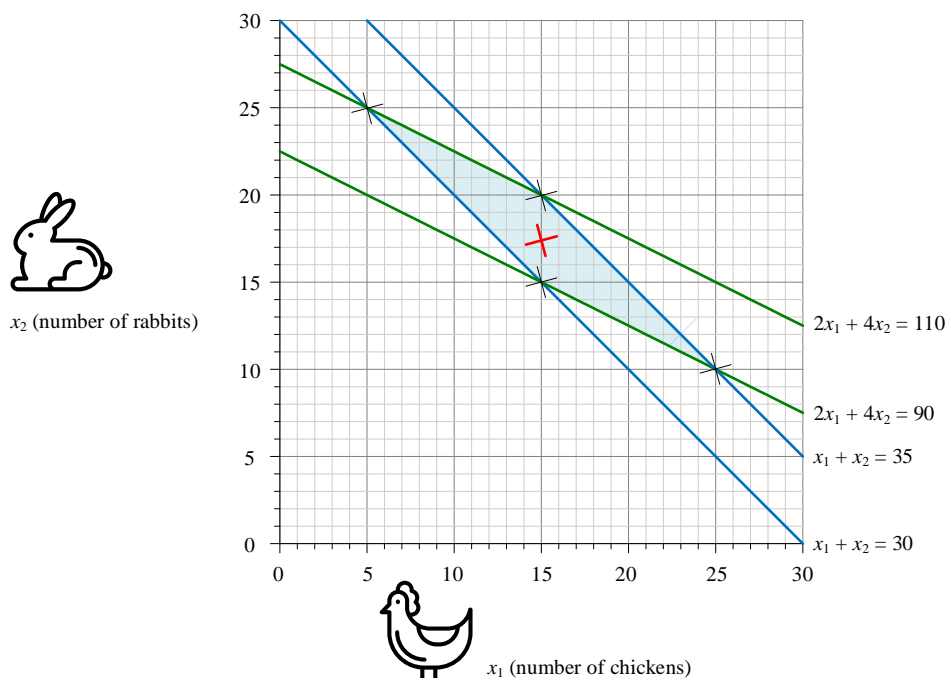 30
25
20
15
10
5
0
0 5 10 15 20 25 30
x₂ (number of rabbits)
2x₁ + 4x₂ = 110
2x₁ + 4x₂ = 90
x₁ + x₂ = 35
x₁ + x₂ = 30
x₁ (number of chickens)